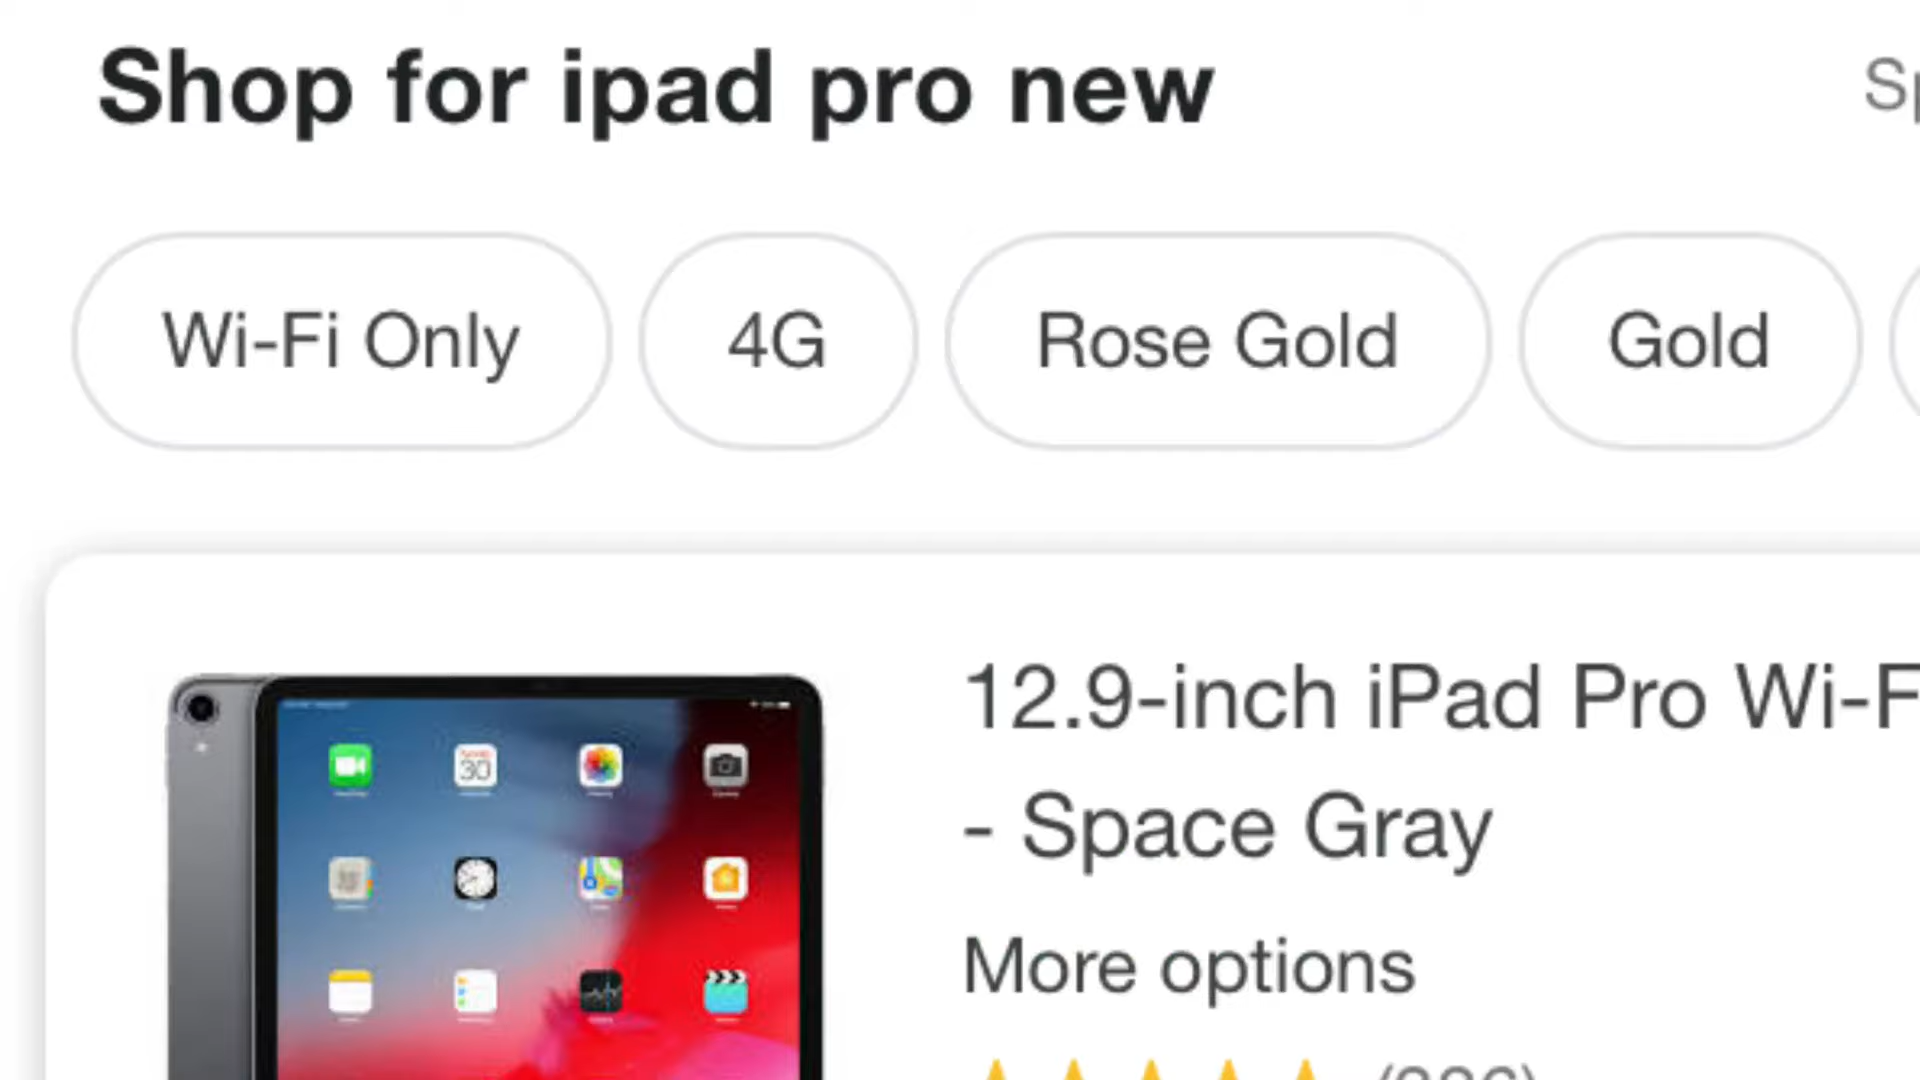 Shop for ipad pro new
Wi-Fi Only
4G
Rose Gold
Gold
12.9-inch iPad Pro
- Space Gray
More options
30